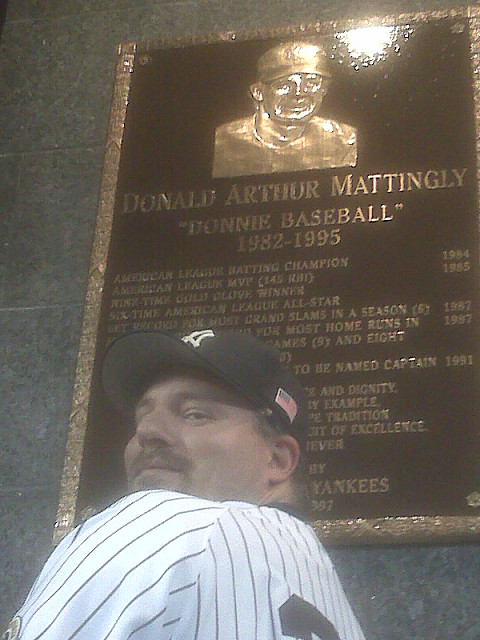 DONALD ARTHUR MATTINGLY
"DONNIE BASEBALL"
1982-1995
AMERICAN LEAGUE BATTING CHAMPION 1984
AMERICAN LEAGUE MVP (145 RBI) 1985
NINE-TIME GOLD GLOVE WINNER
SIX-TIME AMERICAN LEAGUE ALL-STAR
SET RECORD FOR MOST GRAND SLAMS IN A SEASON (6) 1987
FOR MOST HOME RUNS IN 1987
GAMES (9) AND EIGHT
TO BE NAMED CAPTAIN 1991
AND DIGNITY,
EXAMPLE,
TRADITION
OF EXCELLENCE,
BY
YANKEES